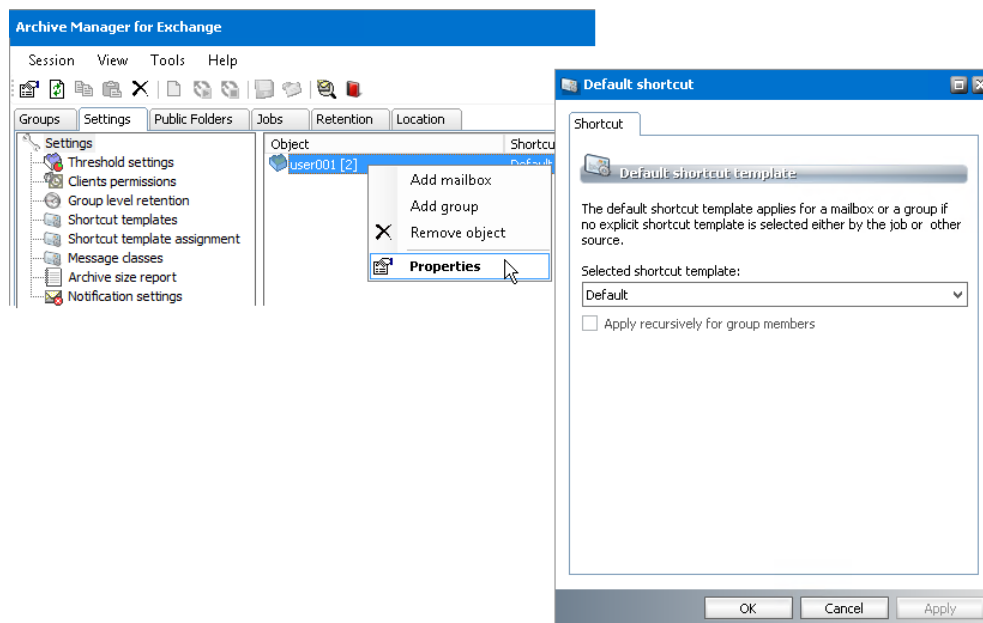 Archive Manager for Exchange
Session View Tools Help
Groups Settings Public Folders Jobs Retention Location
Settings
Threshold settings
Clients permissions
Group level retention
Shortcut templates
Shortcut template assignment
Message classes
Archive size report
Notification settings
Object Shortcu
user001 [2] Default
Add mailbox
Add group
Remove object
Properties
Default shortcut
Shortcut
Default shortcut template
The default shortcut template applies for a mailbox or a group if
no explicit shortcut template is selected either by the job or other
source.
Selected shortcut template:
Default
Apply recursively for group members
OK Cancel Apply